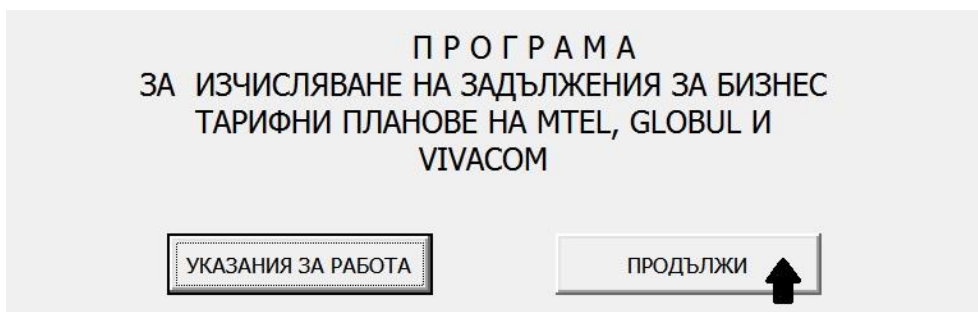 П Р О Г Р А М А
ЗА ИЗЧИСЛЯВАНЕ НА ЗАДЪЛЖЕНИЯ ЗА БИЗНЕС
ТАРИФНИ ПЛАНОВЕ НА MTEL, GLOBUL И
VIVACOM
УКАЗАНИЯ ЗА РАБОТА
ПРОДЪЛЖИ